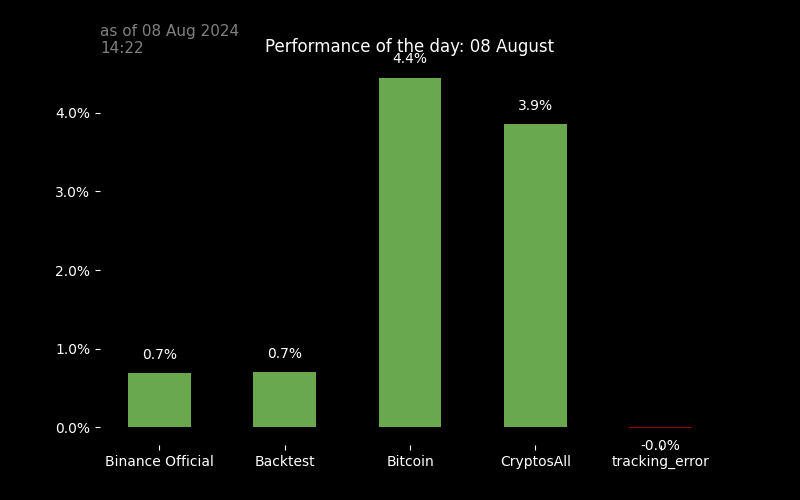 as of 08 Aug 2024
14:22
Performance of the day: 08 August
4.4%
3.9%
4.0%
3.0%
2.0%
1.0%
0.7%
0.7%
0.0%
-0.0%
Binance Official
Backtest
Bitcoin
CryptosAll
tracking_error